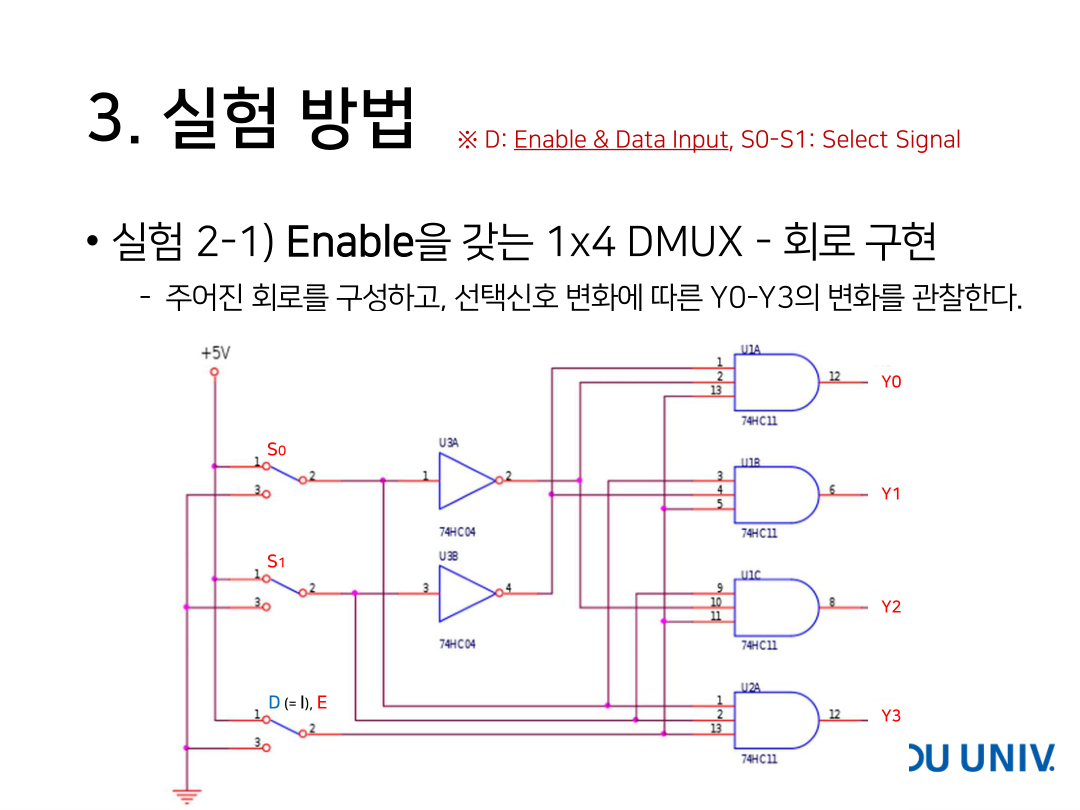 3. 실험 방법
※ D: Enable & Data Input, S0-S1: Select Signal
• 실험 2-1) Enable을 갖는 1x4 DMUX - 회로 구현
- 주어진 회로를 구성하고, 선택신호 변화에 따른 Y0-Y3의 변화를 관찰한다.
+5V
U1A
1
2
13
12
Y0
74HC11
S0
1
2
3
U3A
1
2
74HC04
U1B
3
4
5
6
Y1
74HC11
S1
1
2
3
U3B
3
4
74HC04
U1C
9
10
11
8
Y2
74HC11
D (= I), E
1
2
3
U2A
1
2
13
12
Y3
74HC11
OU UNIV.